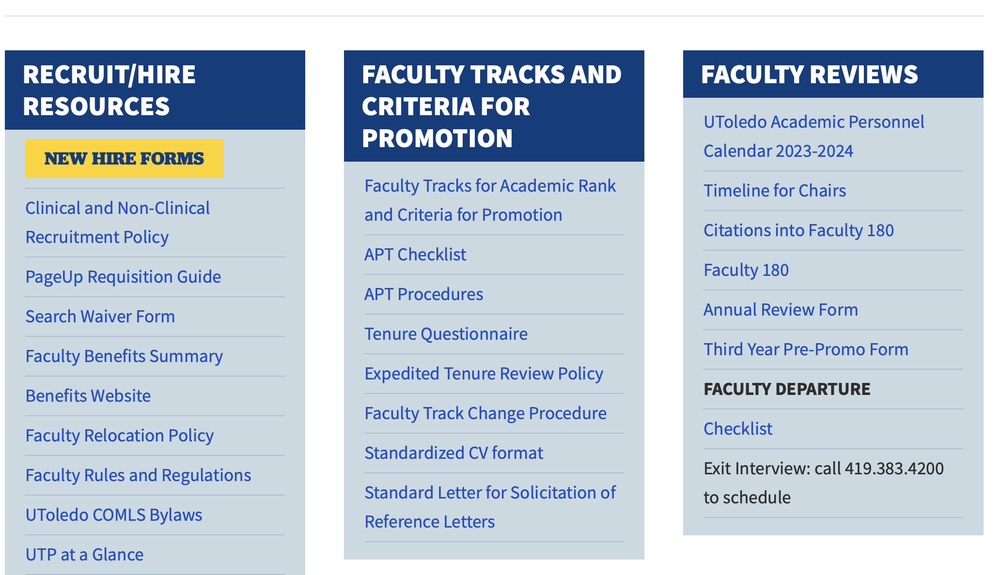 RECRUIT/HIRE
RESOURCES
NEW HIRE FORMS
Clinical and Non-Clinical
Recruitment Policy
PageUp Requisition Guide
Search Waiver Form
Faculty Benefits Summary
Benefits Website
Faculty Relocation Policy
Faculty Rules and Regulations
UToledo COMLS Bylaws
UTP at a Glance
FACULTY TRACKS AND
CRITERIA FOR
PROMOTION
Faculty Tracks for Academic Rank
and Criteria for Promotion
APT Checklist
APT Procedures
Tenure Questionnaire
Expedited Tenure Review Policy
Faculty Track Change Procedure
Standardized CV format
Standard Letter for Solicitation of
Reference Letters
FACULTY REVIEWS
UToledo Academic Personnel
Calendar 2023-2024
Timeline for Chairs
Citations into Faculty 180
Faculty 180
Annual Review Form
Third Year Pre-Promo Form
FACULTY DEPARTURE
Checklist
Exit Interview: call 419.383.4200
to schedule